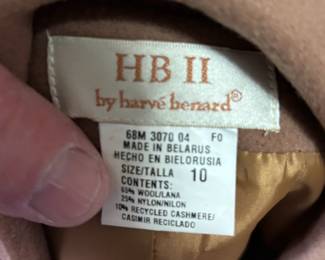 HB II
by harvé benard®
68M 3070 04 F0
MADE IN BELARUS
HECHO EN BIELORUSIA
SIZE/TALLA 10
CONTENTS:
65% WOOL/LANA
25% NYLON/NILON
10% RECYCLED CASHMERE/
CASIMIR RECICLADO